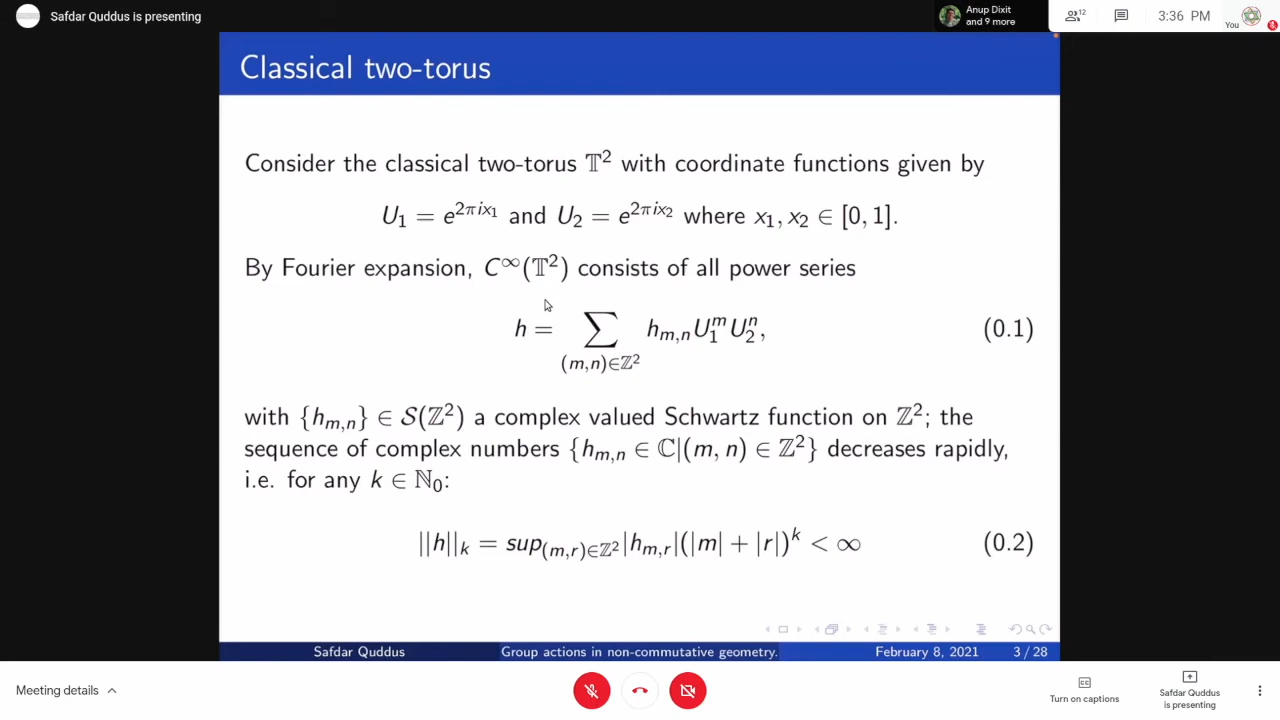 Safdar Quddus is presenting
Anup Dixit
and 9 more
12
3:36 PM
You
Classical two-torus
Consider the classical two-torus 𝕋² with coordinate functions given by
U₁ = e^{2πix₁} and U₂ = e^{2πix₂} where x₁, x₂ ∈ [0, 1].
By Fourier expansion, C^∞(𝕋²) consists of all power series
h = ∑_{(m,n)∈ℤ²} h_{m,n}U₁^m U₂^n, (0.1)
with {h_{m,n}} ∈ 𝒮(ℤ²) a complex valued Schwartz function on ℤ²; the
sequence of complex numbers {h_{m,n} ∈ ℂ|(m, n) ∈ ℤ²} decreases rapidly,
i.e. for any k ∈ ℕ₀:
||h||_k = sup_{(m,r)∈ℤ²}|h_{m,r}|(|m| + |r|)^k < ∞ (0.2)
Safdar Quddus Group actions in non-commutative geometry. February 8, 2021 3 / 28
Meeting details
CC
Turn on captions
Safdar Quddus
is presenting